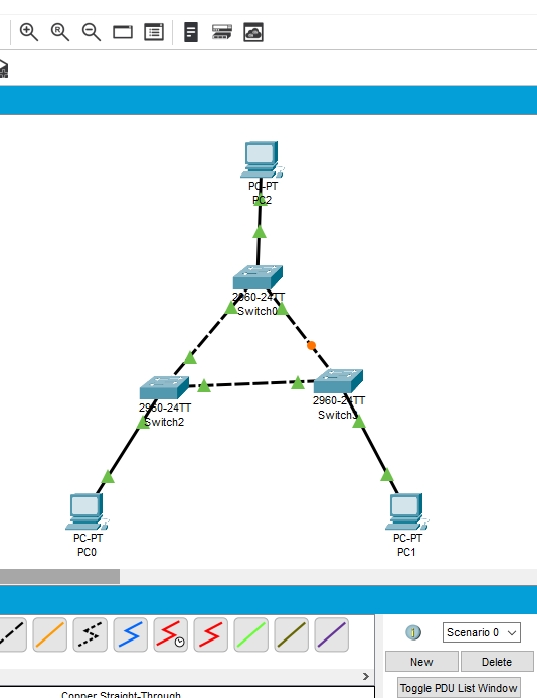 R
PC-PT
PC2
2960-24TT
Switch0
2960-24TT
Switch2
2960-24TT
PC-PT
PC0
PC-PT
PC1
Scenario 0
New
Delete
Toggle PDU List Window
Copper Straight-Through